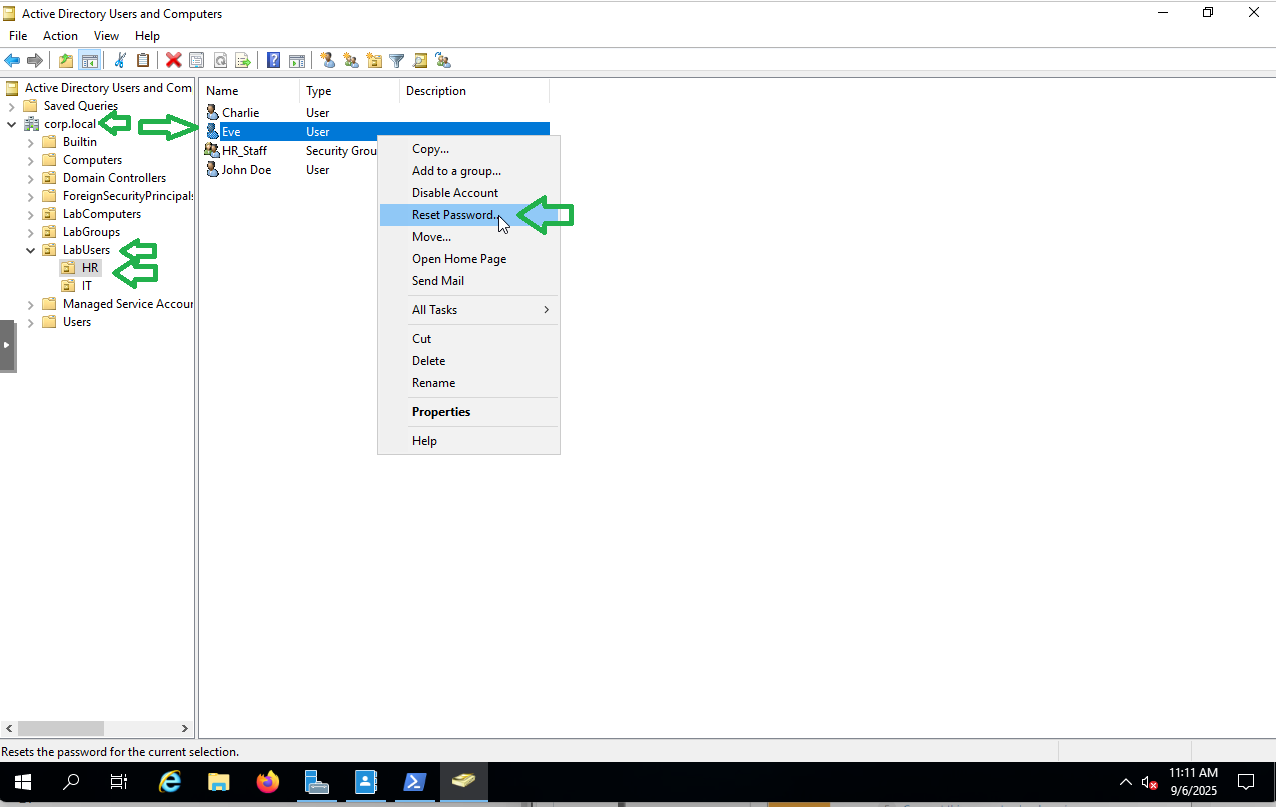 Active Directory Users and Computers
File Action View Help
Active Directory Users and Com
Saved Queries
corp.local
Builtin
Computers
Domain Controllers
ForeignSecurityPrincipals
LabComputers
LabGroups
LabUsers
HR
IT
Managed Service Accour
Users
Name Type Description
Charlie User
Eve User
HR_Staff Security Grou
John Doe User
Copy...
Add to a group...
Disable Account
Reset Password...
Move...
Open Home Page
Send Mail
All Tasks
Cut
Delete
Rename
Properties
Help
Resets the password for the current selection.
11:11 AM
9/6/2025